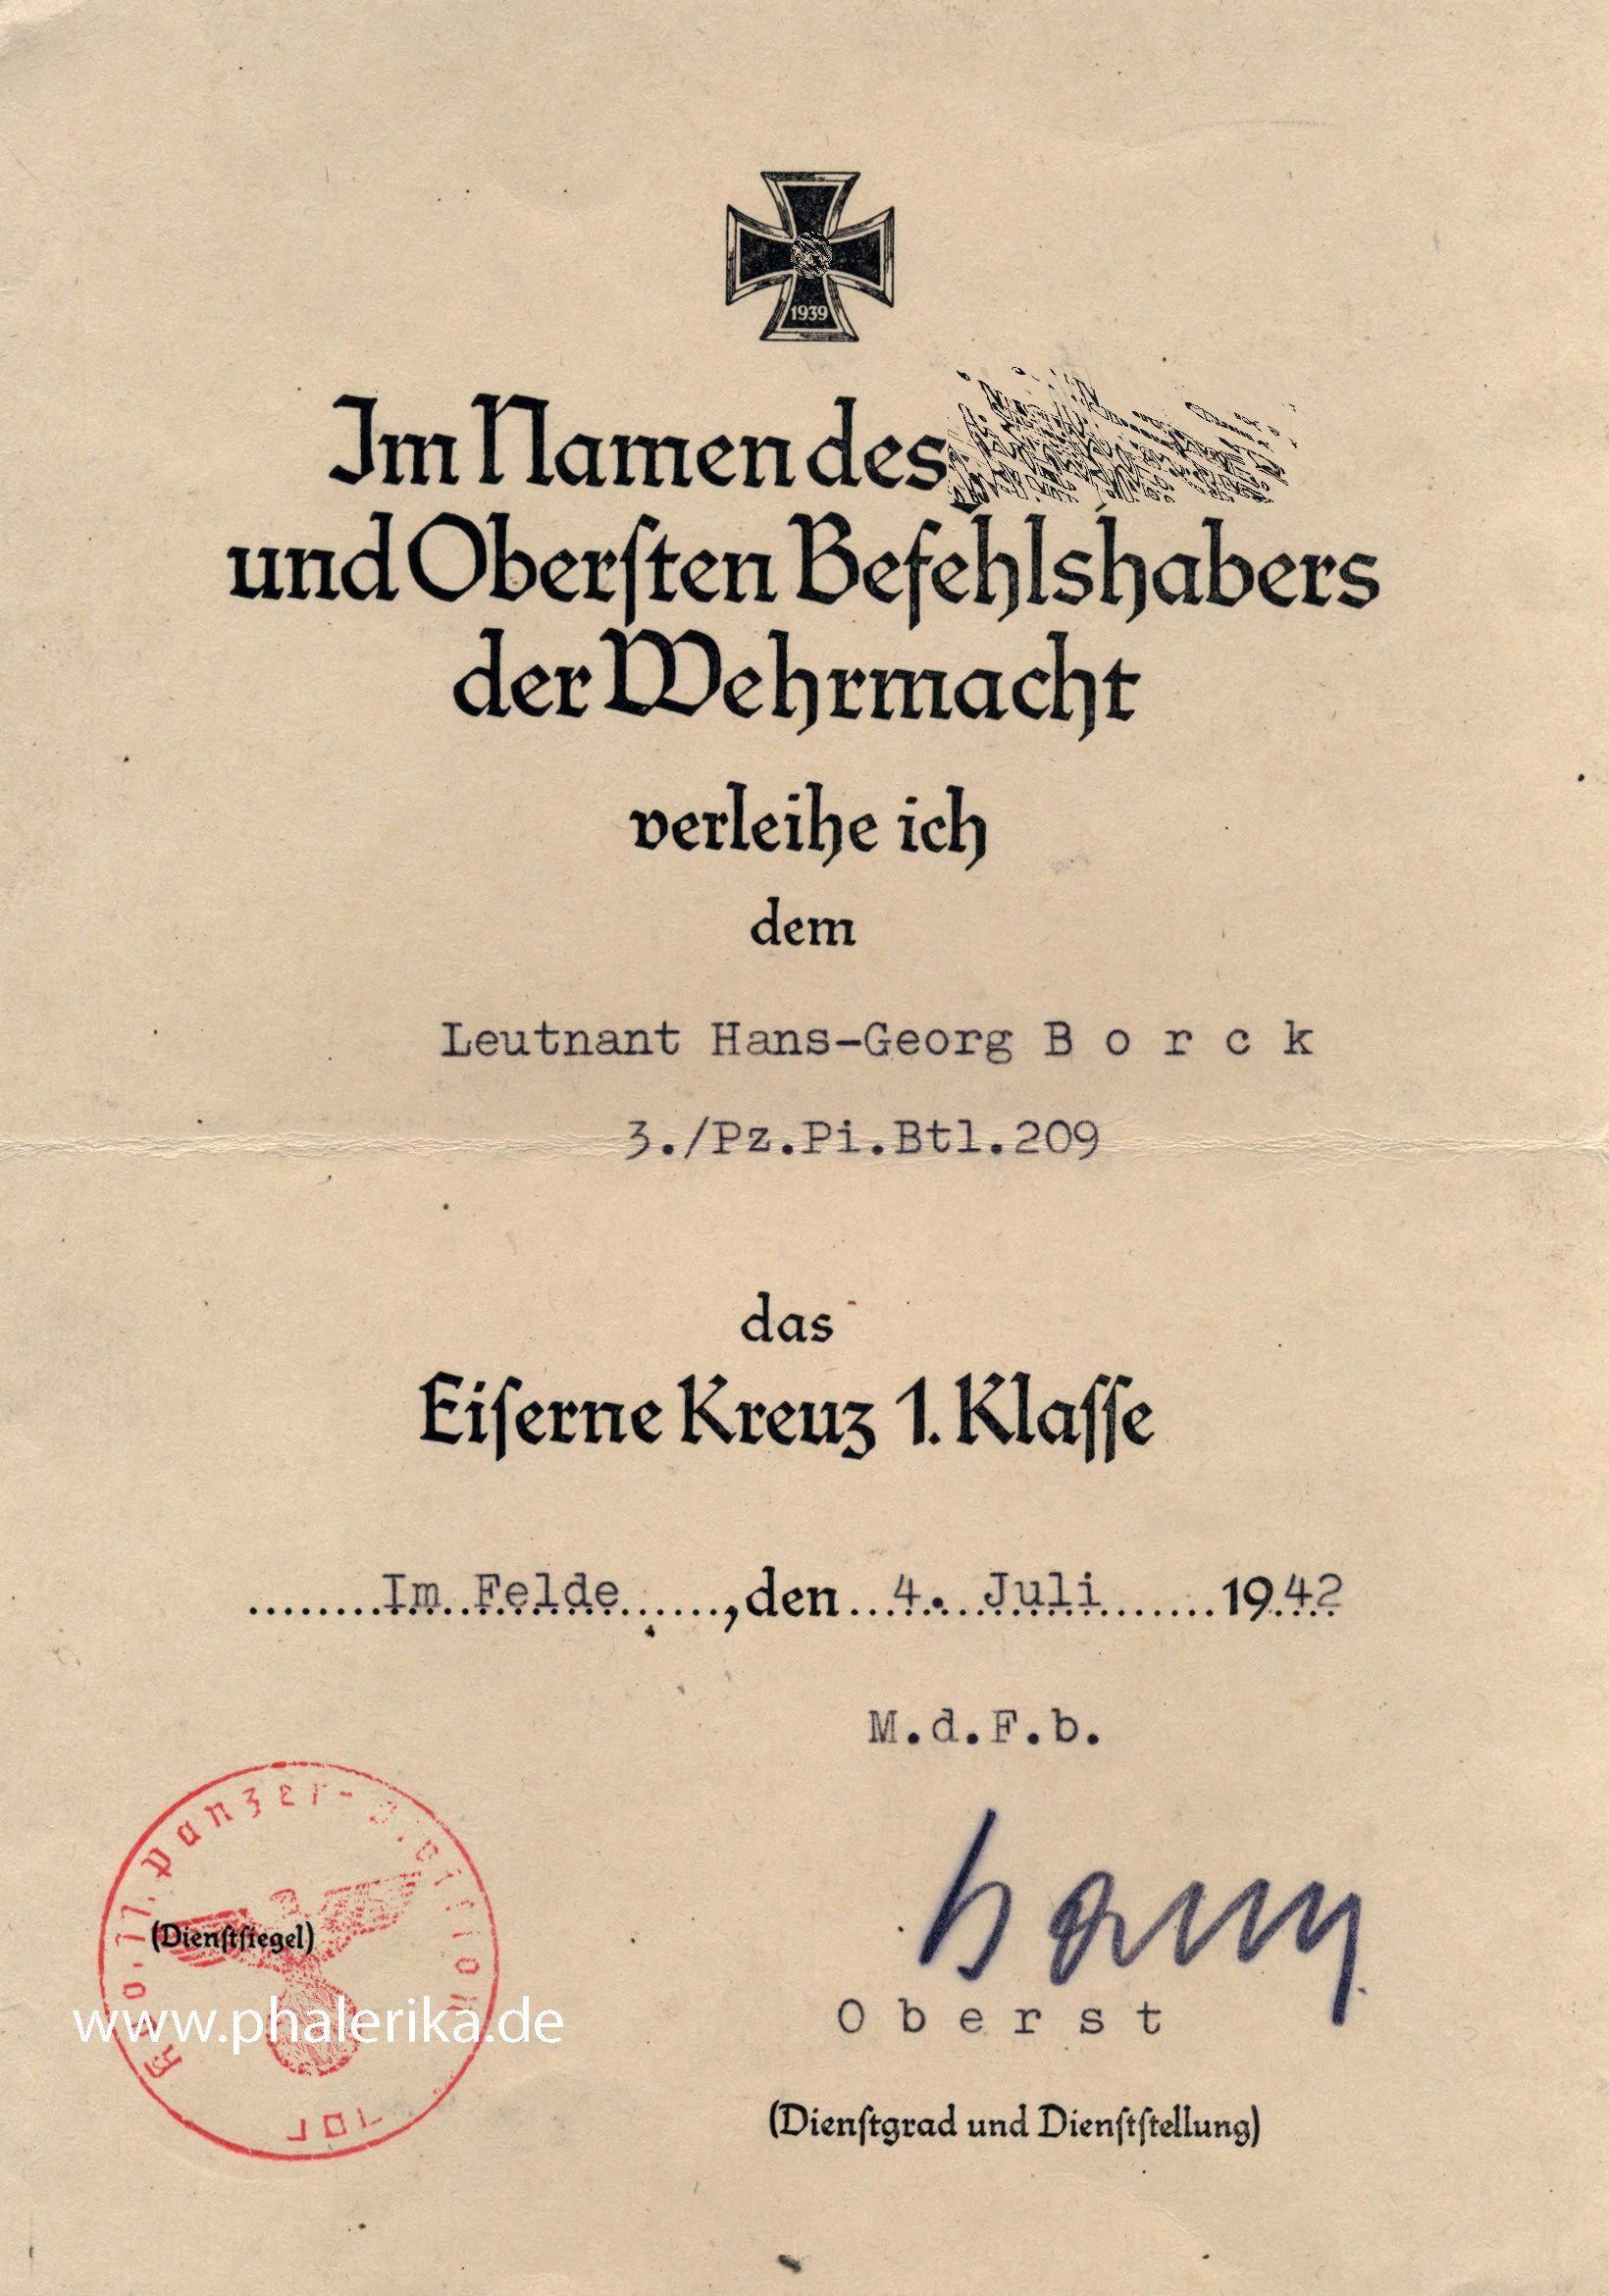 1939
Im Namen des
und Oberſten Befehlshabers
der Wehrmacht
verleihe ich
dem
Leutnant Hans-Georg B o r c k
3./Pz.Pi.Btl.209
das
Eiſerne Kreuz 1. Klaſſe
........Im Felde......, den ...4. Juli.......1942
M.d.F.b.
(Dienſtſiegel)
www.phalerika.de
O b e r s t
(Dienſtgrad und Dienſtſtellung)